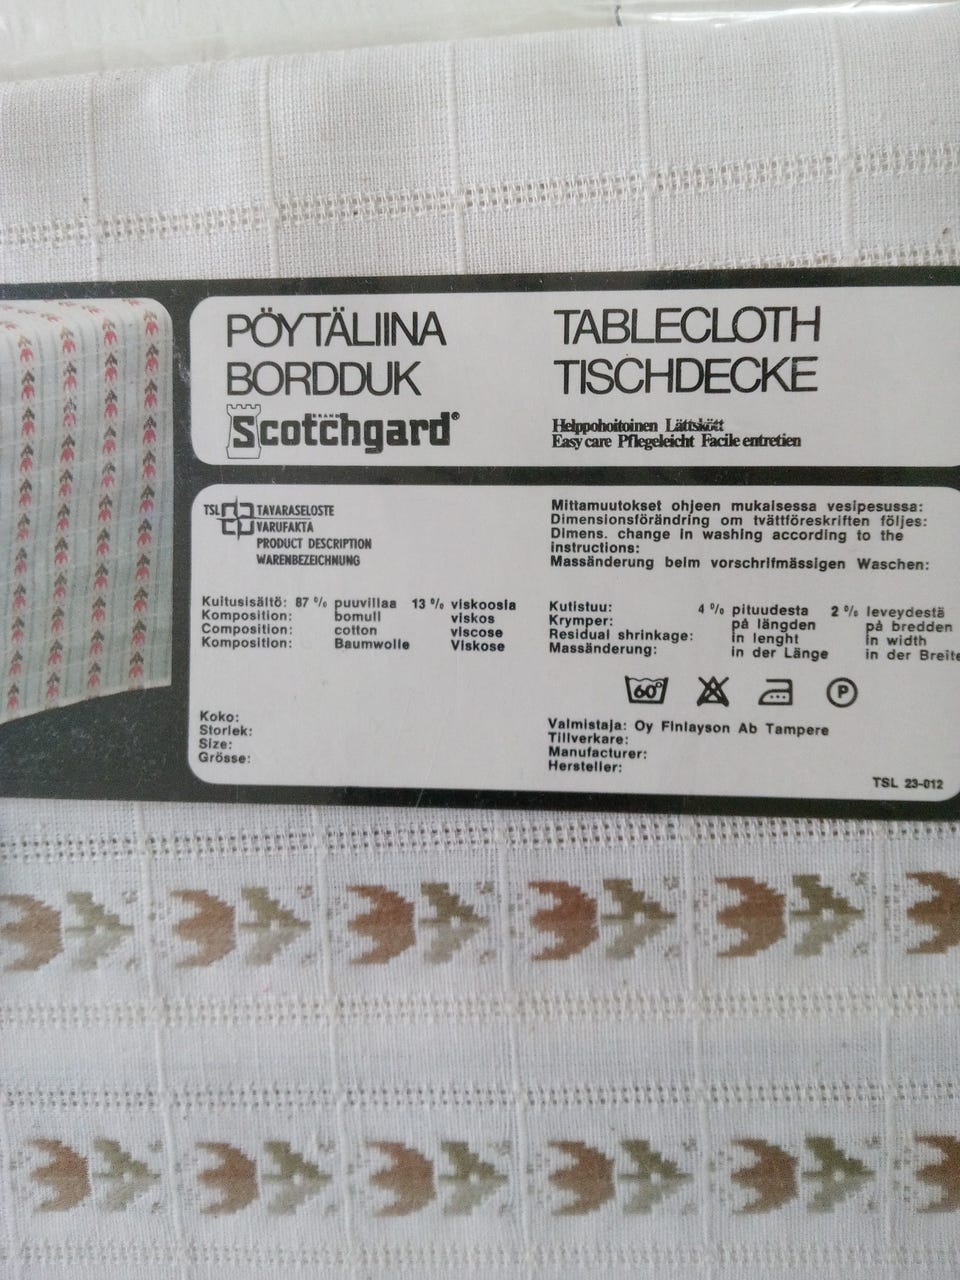 PÖYTÄLIINA
BORDDUK
BRAND
Scotchgard®
TABLECLOTH
TISCHDECKE
Helppohoitoinen Lättskött
Easy care Pflegeleicht Facile entretien
TSL TAVARASELOSTE
VARUFAKTA
PRODUCT DESCRIPTION
WARENBEZEICHNUNG
Kuitusisältö: 87 % puuvillaa 13 % viskoosia
Komposition: bomull viskos
Composition: cotton viscose
Komposition: Baumwolle Viskose
Koko:
Storlek:
Size:
Grösse:
Mittamuutokset ohjeen mukaisessa vesipesussa:
Dimensionsförändring om tvättföreskriften följes:
Dimens. change in washing according to the
instructions:
Massänderung beim vorschrifmässigen Waschen:
Kutistuu: 4 % pituudesta 2 % leveydestä
Krymper: på längden på bredden
Residual shrinkage: in lenght in width
Massänderung: in der Länge in der Breite
60° P
Valmistaja: Oy Finlayson Ab Tampere
Tillverkare:
Manufacturer:
Hersteller:
TSL 23-012